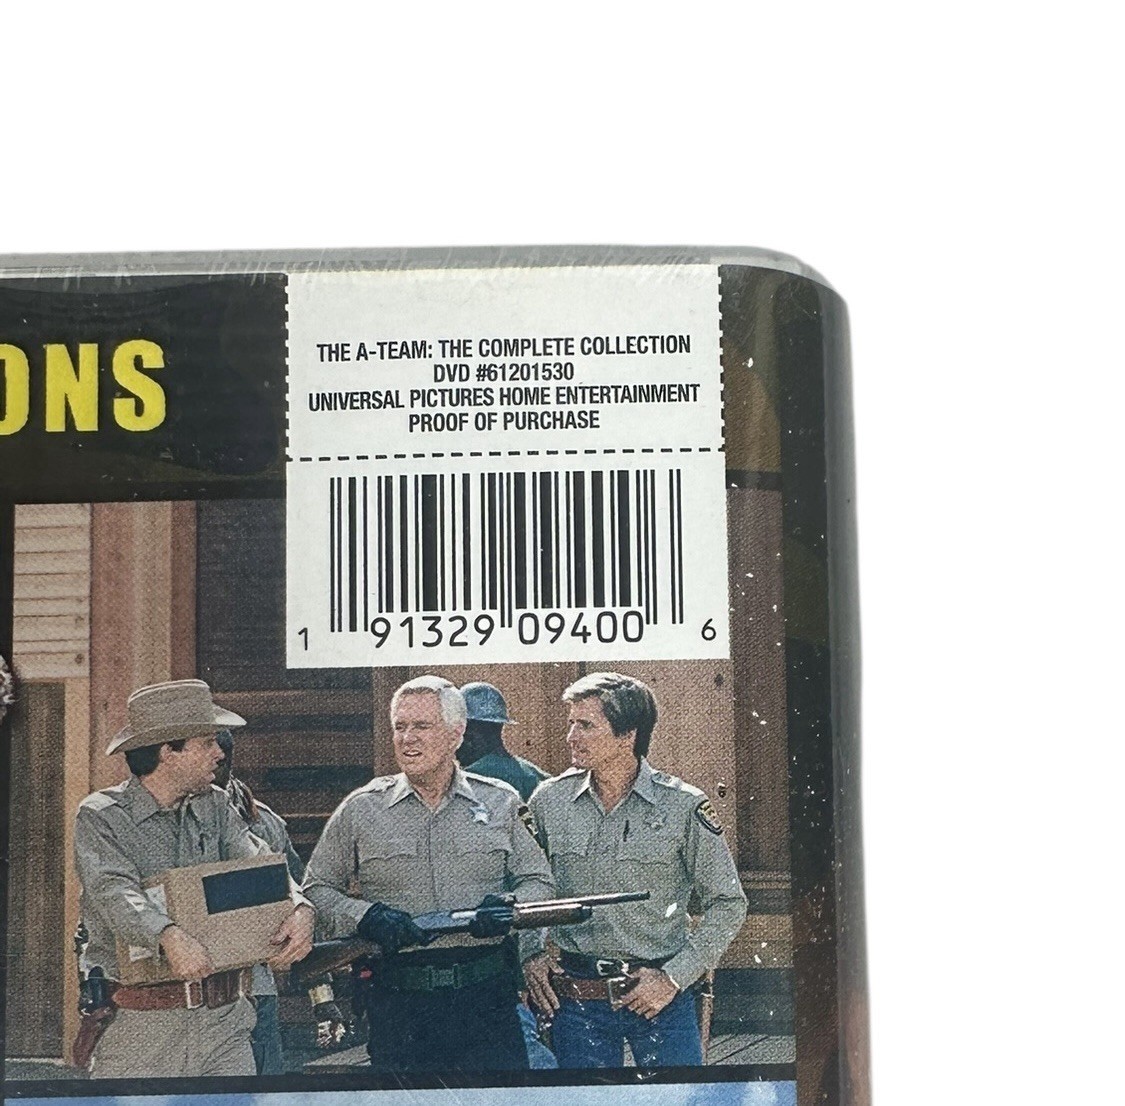 ONS
THE A-TEAM: THE COMPLETE COLLECTION
DVD #61201530
UNIVERSAL PICTURES HOME ENTERTAINMENT
PROOF OF PURCHASE
1 91329 09400 6